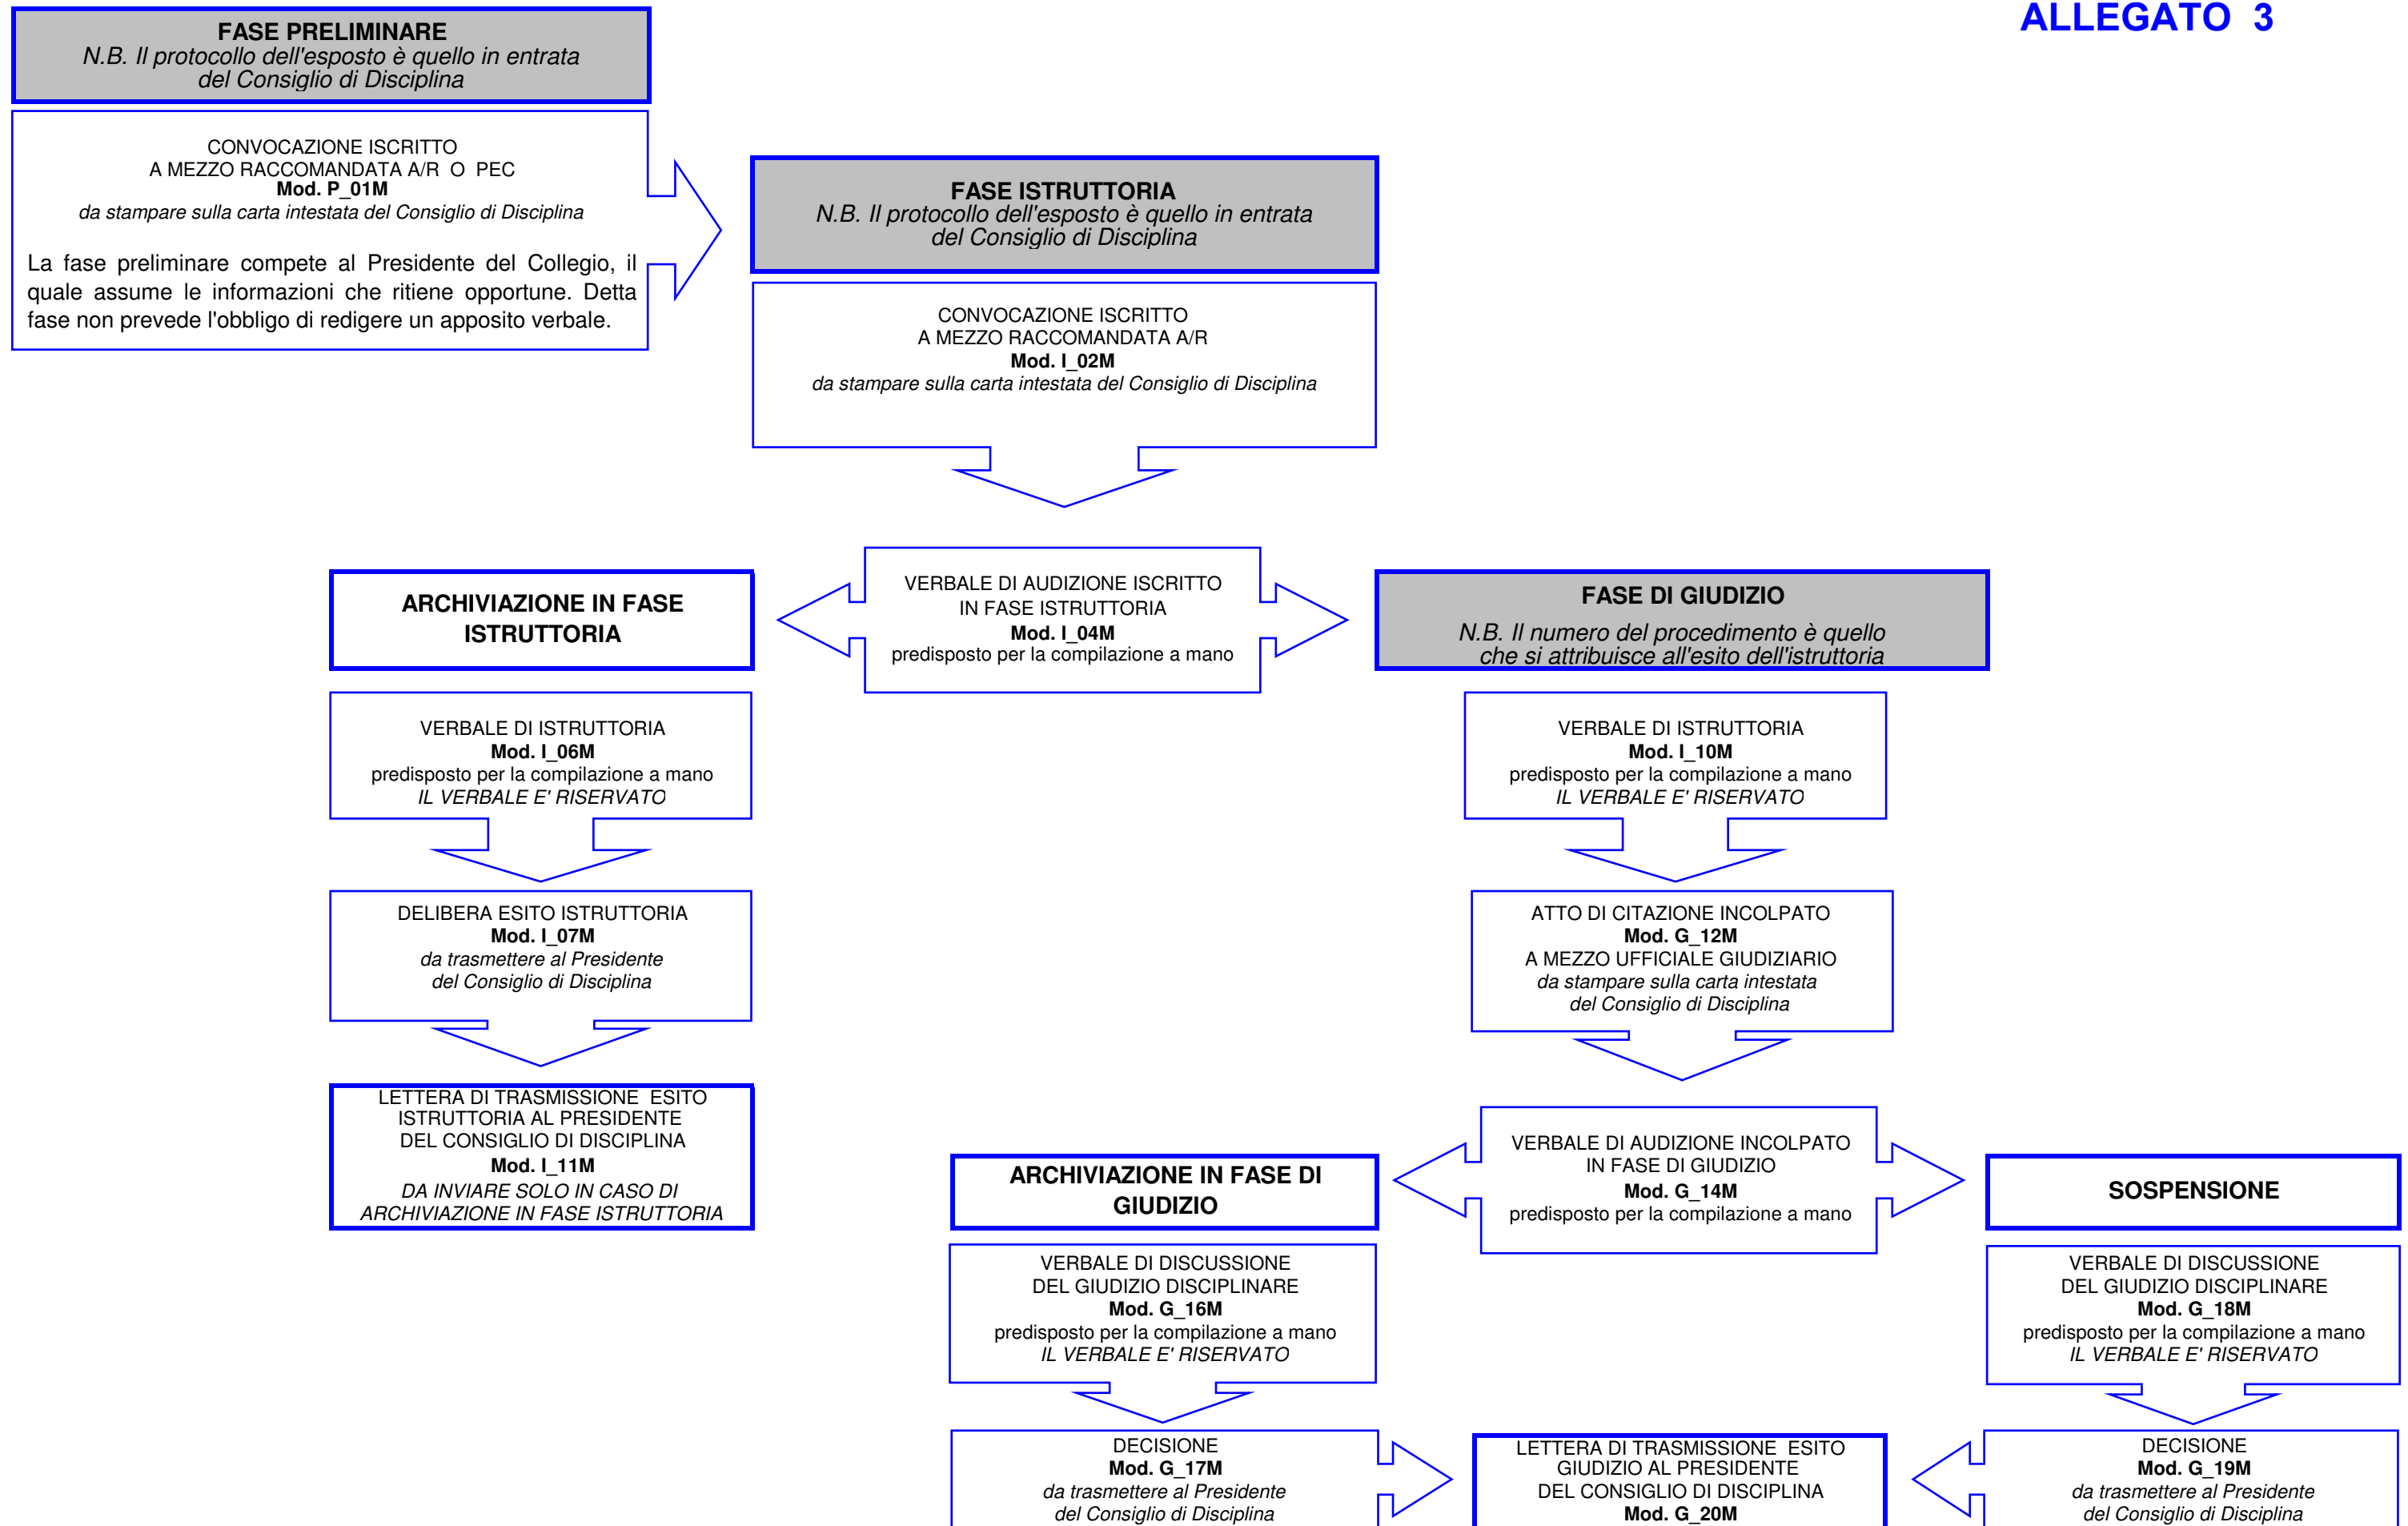 ALLEGATO  3
FASE PRELIMINARE
N.B. Il protocollo dell'esposto è quello in entrata
del Consiglio di Disciplina
CONVOCAZIONE ISCRITTO
A MEZZO RACCOMANDATA A/R  O  PEC
Mod. P_01M
da stampare sulla carta intestata del Consiglio di Disciplina
La fase preliminare compete al Presidente del Collegio, il
quale assume le informazioni che ritiene opportune. Detta
fase non prevede l'obbligo di redigere un apposito verbale.
FASE ISTRUTTORIA
N.B. Il protocollo dell'esposto è quello in entrata
del Consiglio di Disciplina
CONVOCAZIONE ISCRITTO
A MEZZO RACCOMANDATA A/R
Mod. I_02M
da stampare sulla carta intestata del Consiglio di Disciplina
ARCHIVIAZIONE IN FASE
ISTRUTTORIA
VERBALE DI AUDIZIONE ISCRITTO
IN FASE ISTRUTTORIA
Mod. I_04M
predisposto per la compilazione a mano
FASE DI GIUDIZIO
N.B. Il numero del procedimento è quello
che si attribuisce all'esito dell'istruttoria
VERBALE DI ISTRUTTORIA
Mod. I_06M
predisposto per la compilazione a mano
IL VERBALE E' RISERVATO
VERBALE DI ISTRUTTORIA
Mod. I_10M
predisposto per la compilazione a mano
IL VERBALE E' RISERVATO
DELIBERA ESITO ISTRUTTORIA
Mod. I_07M
da trasmettere al Presidente
del Consiglio di Disciplina
ATTO DI CITAZIONE INCOLPATO
Mod. G_12M
A MEZZO UFFICIALE GIUDIZIARIO
da stampare sulla carta intestata
del Consiglio di Disciplina
LETTERA DI TRASMISSIONE  ESITO
ISTRUTTORIA AL PRESIDENTE
DEL CONSIGLIO DI DISCIPLINA
Mod. I_11M
DA INVIARE SOLO IN CASO DI
ARCHIVIAZIONE IN FASE ISTRUTTORIA
ARCHIVIAZIONE IN FASE DI
GIUDIZIO
VERBALE DI AUDIZIONE INCOLPATO
IN FASE DI GIUDIZIO
Mod. G_14M
predisposto per la compilazione a mano
SOSPENSIONE
VERBALE DI DISCUSSIONE
DEL GIUDIZIO DISCIPLINARE
Mod. G_16M
predisposto per la compilazione a mano
IL VERBALE E' RISERVATO
VERBALE DI DISCUSSIONE
DEL GIUDIZIO DISCIPLINARE
Mod. G_18M
predisposto per la compilazione a mano
IL VERBALE E' RISERVATO
DECISIONE
Mod. G_17M
da trasmettere al Presidente
del Consiglio di Disciplina
LETTERA DI TRASMISSIONE  ESITO
GIUDIZIO AL PRESIDENTE
DEL CONSIGLIO DI DISCIPLINA
Mod. G_20M
DECISIONE
Mod. G_19M
da trasmettere al Presidente
del Consiglio di Disciplina